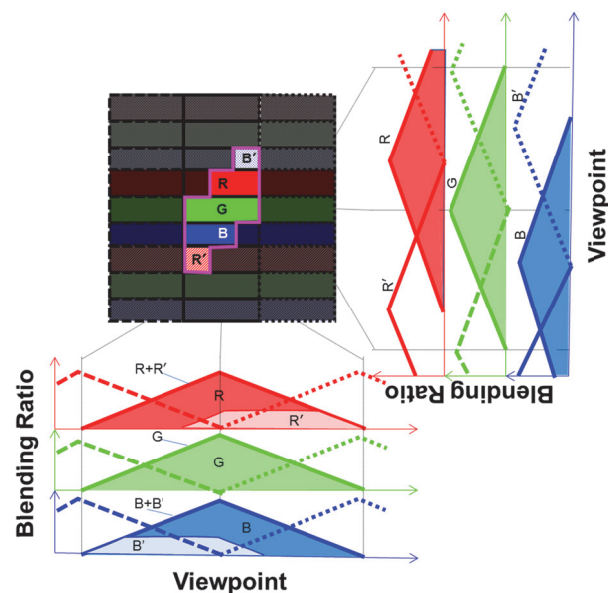 B'
R
G
B
R'
R
G
B'
R'
B
Viewpoint
Blending Ratio
R+R'
R
R'
G
G
B+B'
B
B'
Blending Ratio
Viewpoint